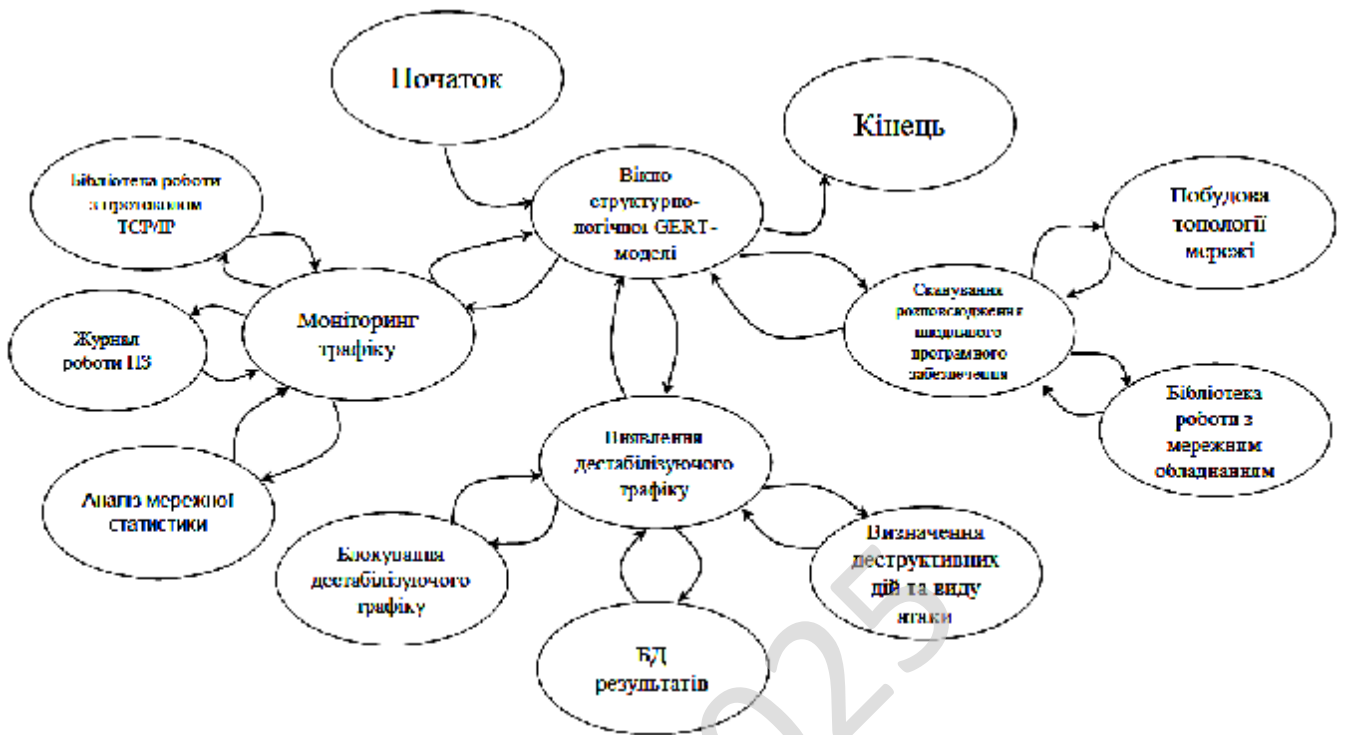 Початок
Кінець
Бібліотека роботи
з протоколом
TCP/IP
Вікно
структурно-
логічної GERT-
моделі
Побудова
топології
мережі
Журнал
роботи ПЗ
Моніторинг
трафіку
Сканування
розповсюдження
шкідливого
програмного
забезпечення
Бібліотека
роботи з
мережним
обладнанням
Аналіз мережної
статистики
Виявлення
дестабілізуючого
трафіку
Блокування
дестабілізуючого
трафіку
Визначення
деструктивних
дій та виду
атаки
БД
результатів
025